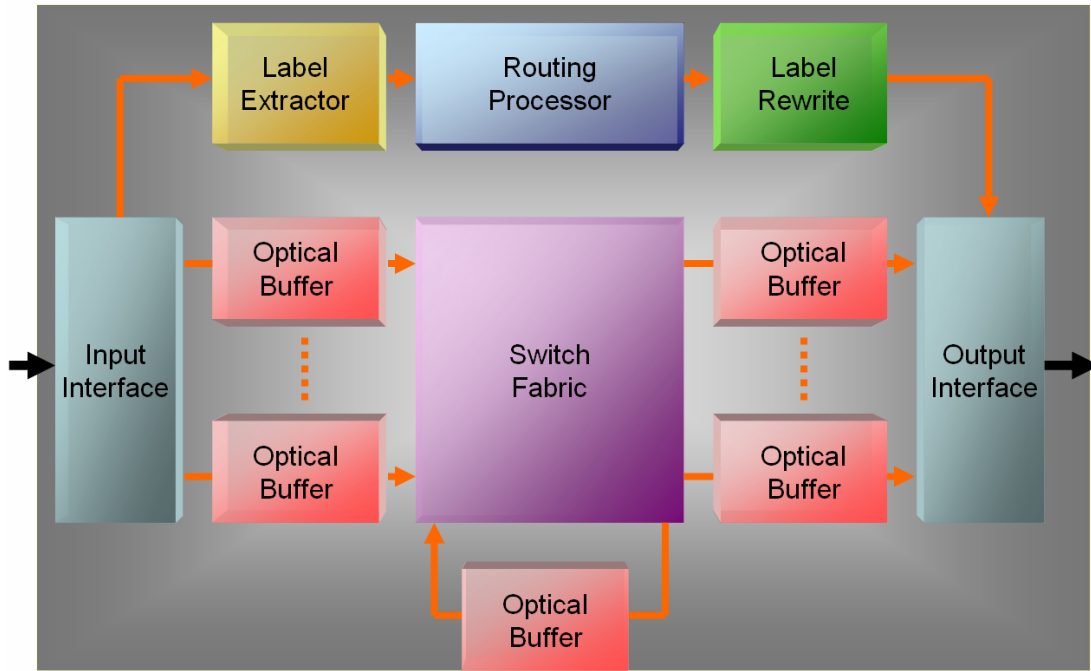 Label
Extractor
Routing
Processor
Label
Rewrite
Input
Interface
Optical
Buffer
Optical
Buffer
Switch
Fabric
Optical
Buffer
Optical
Buffer
Output
Interface
Optical
Buffer